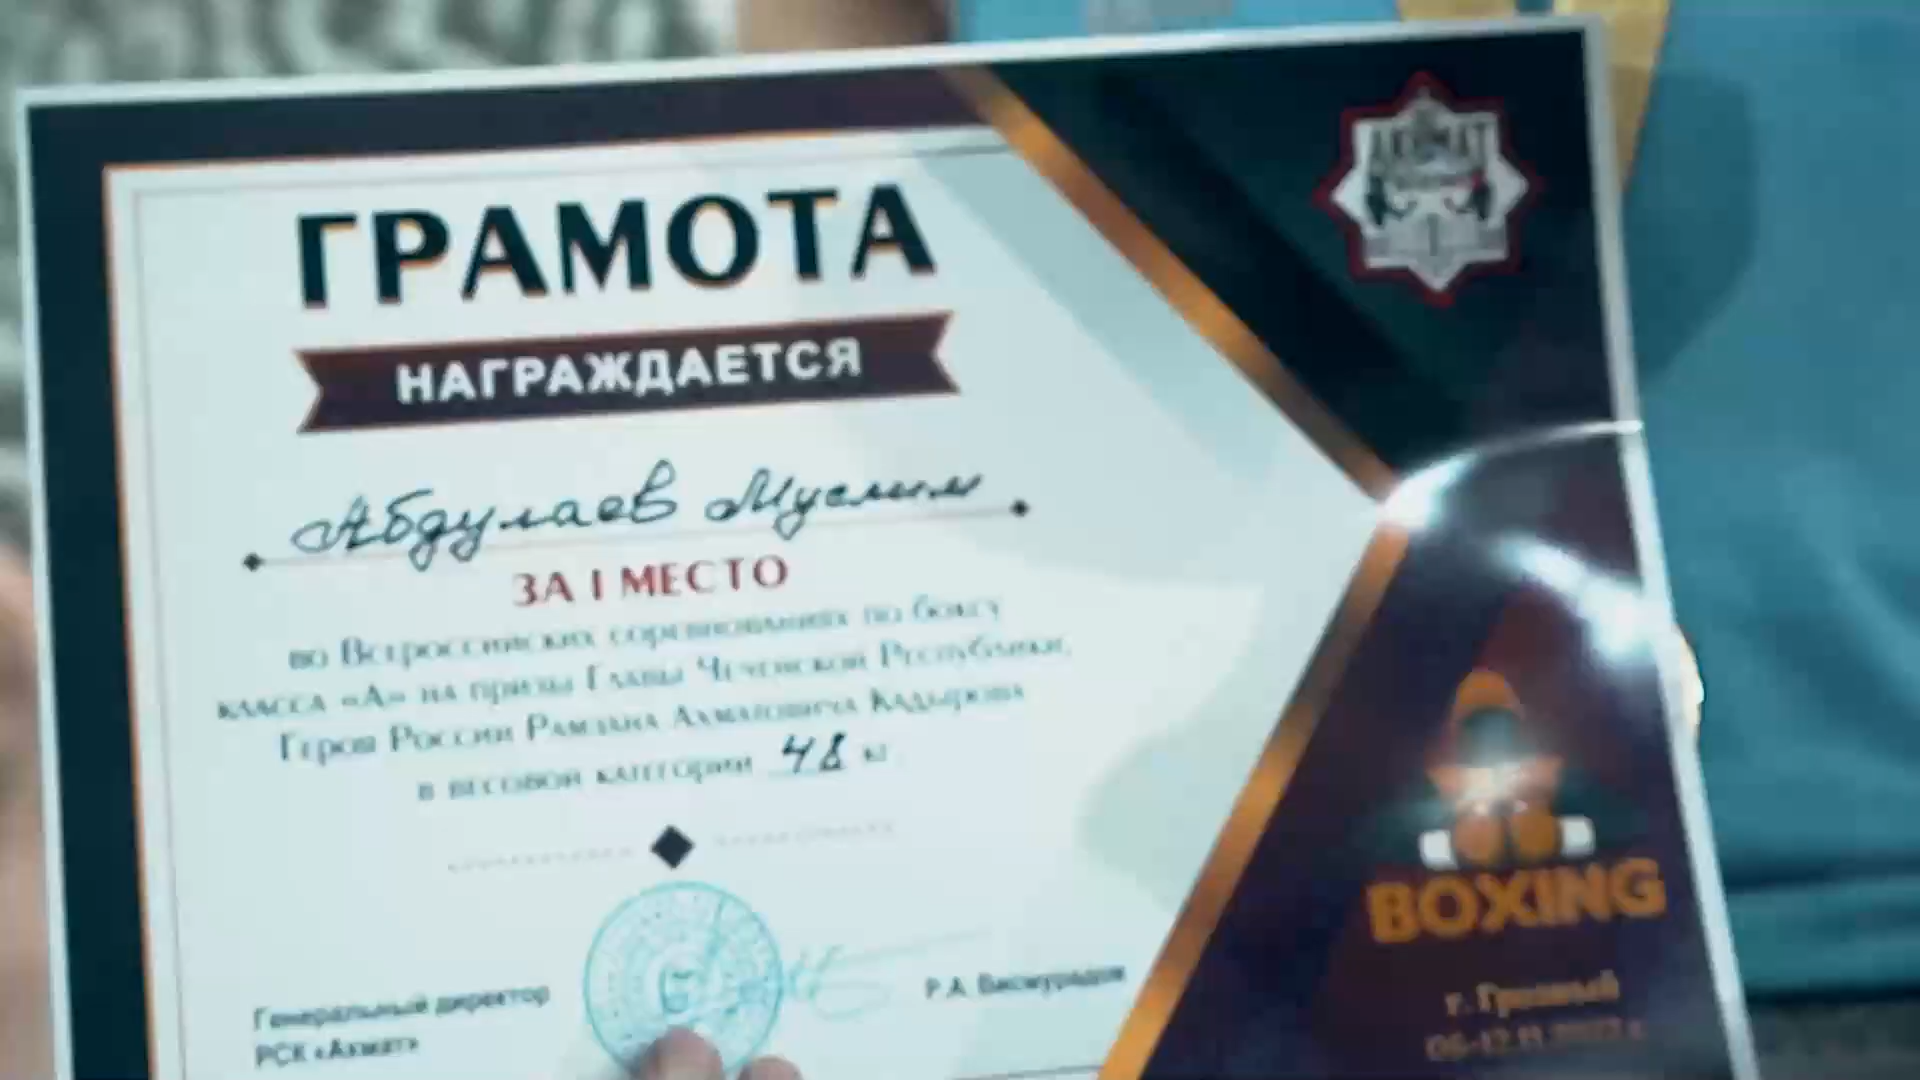 АХМАТ
ГРАМОТА
НАГРАЖДАЕТСЯ
Абдулаев Муслим
ЗА I МЕСТО
во Всероссийских соревнованиях по боксу
класса «А» на призы Главы Чеченской Республики,
Героя России Рамзана Ахматовича Кадырова
в весовой категории 48 кг
Генеральный директор
РСК «Ахмат»
Р.А. Висмурадов
BOXING
г. Грозный